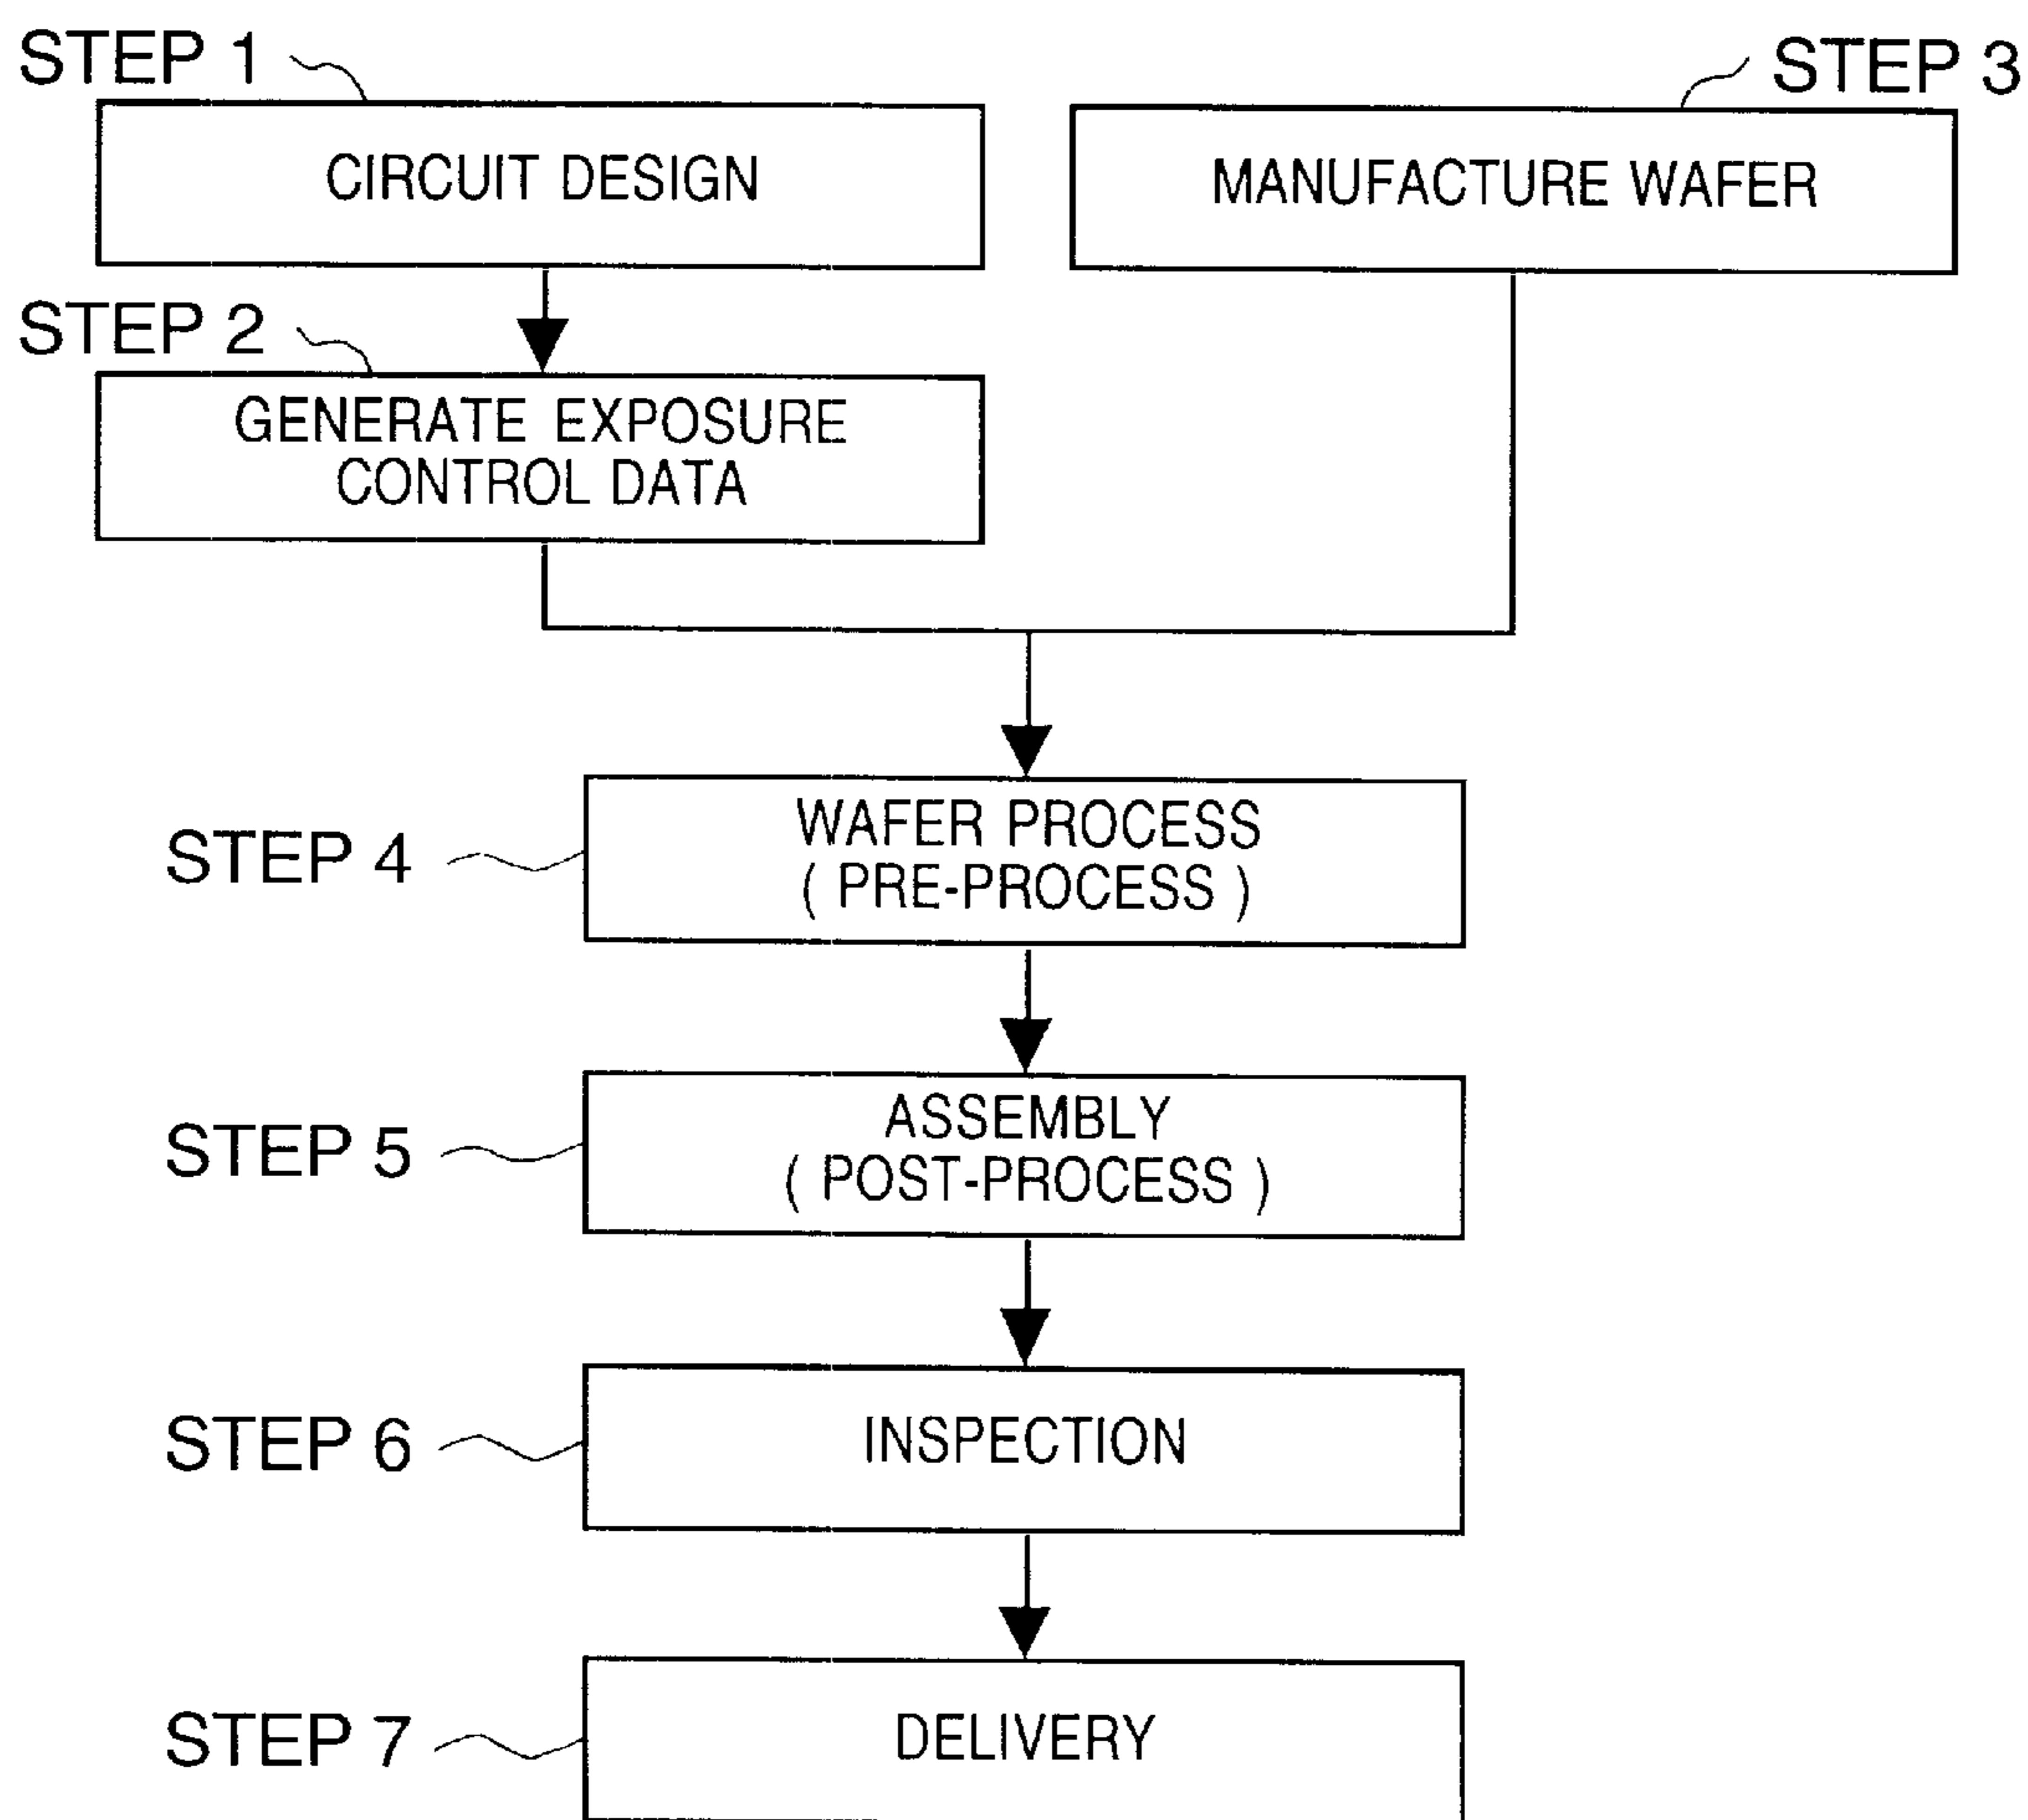 STEP 1
CIRCUIT DESIGN
STEP 3
MANUFACTURE WAFER
STEP 2
GENERATE EXPOSURE
CONTROL DATA
STEP 4
WAFER PROCESS
( PRE-PROCESS )
STEP 5
ASSEMBLY
( POST-PROCESS )
STEP 6
INSPECTION
STEP 7
DELIVERY